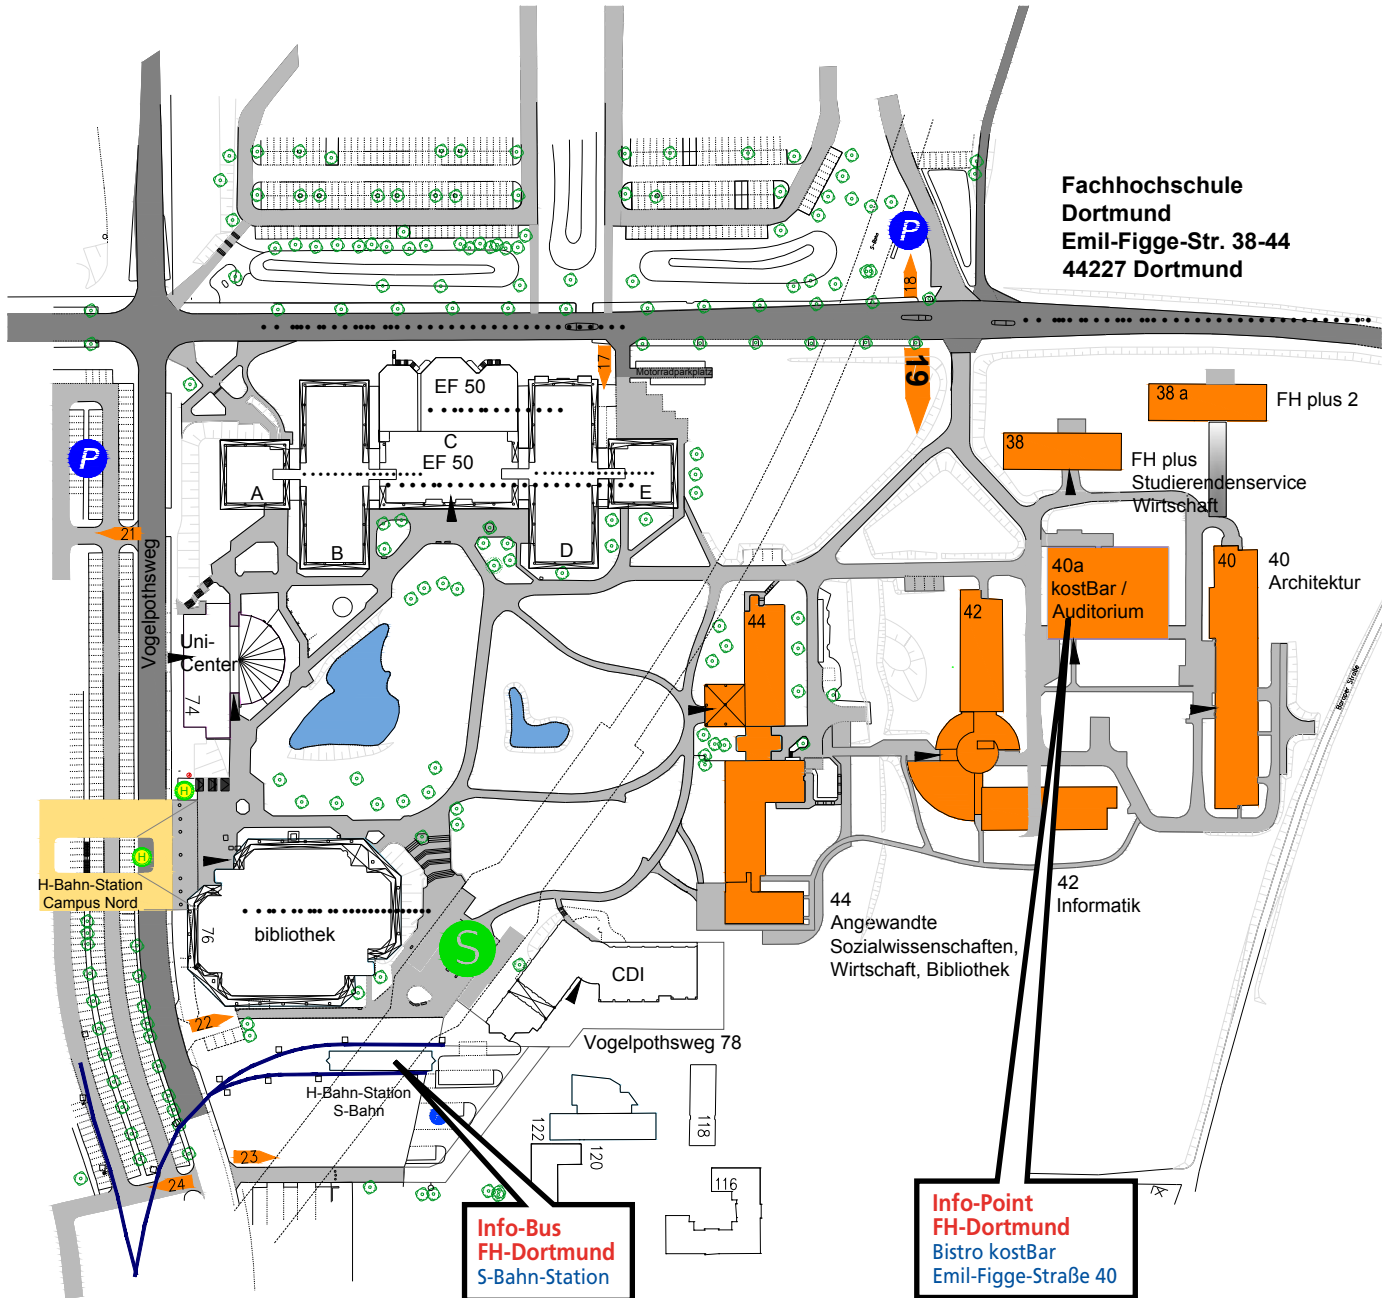 Fachhochschule
Dortmund
Emil-Figge-Str. 38-44
44227 Dortmund
P
S-Bahn
18
17
19
Motorradparkplatz
EF 50
C
EF 50
A
B
D
E
38 a
FH plus 2
38
FH plus
Studierendenservice
Wirtschaft
P
21
Vogelpothsweg
40a
kostBar /
Auditorium
40
40
Architektur
42
44
Uni-
Center
74
Baroper Straße
H
H
H-Bahn-Station
Campus Nord
76
bibliothek
S
CDI
44
Angewandte
Sozialwissenschaften,
Wirtschaft, Bibliothek
42
Informatik
22
Vogelpothsweg 78
H-Bahn-Station
S-Bahn
23
24
122
120
118
116
Info-Bus
FH-Dortmund
S-Bahn-Station
Info-Point
FH-Dortmund
Bistro kostBar
Emil-Figge-Straße 40